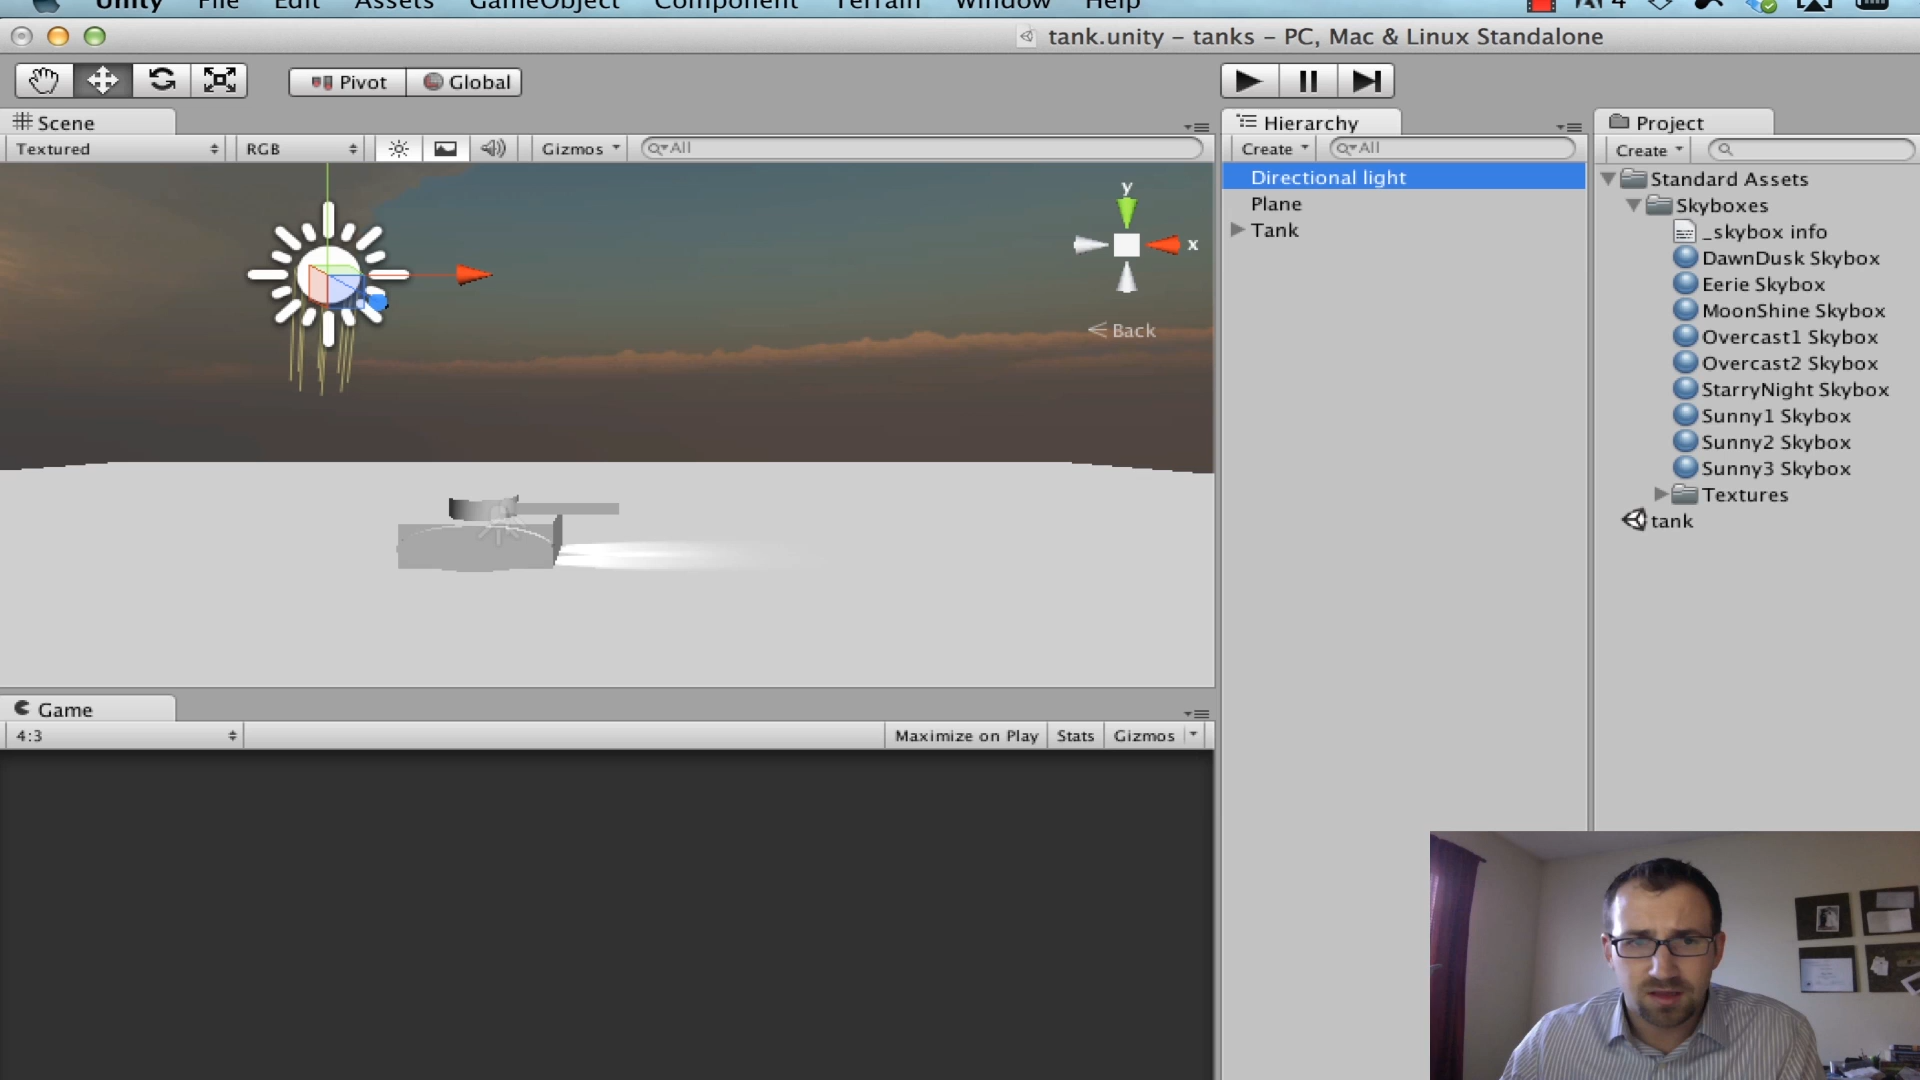 Unity File Edit Assets GameObject Component Terrain Window Help 4
tank.unity - tanks - PC, Mac & Linux Standalone
Pivot Global
Scene
Textured RGB Gizmos All
y
x
Back
Hierarchy
Create All
Directional light
Plane
Tank
Project
Create
Standard Assets
Skyboxes
_skybox info
DawnDusk Skybox
Eerie Skybox
MoonShine Skybox
Overcast1 Skybox
Overcast2 Skybox
StarryNight Skybox
Sunny1 Skybox
Sunny2 Skybox
Sunny3 Skybox
Textures
tank
Game
4:3 Maximize on Play Stats Gizmos